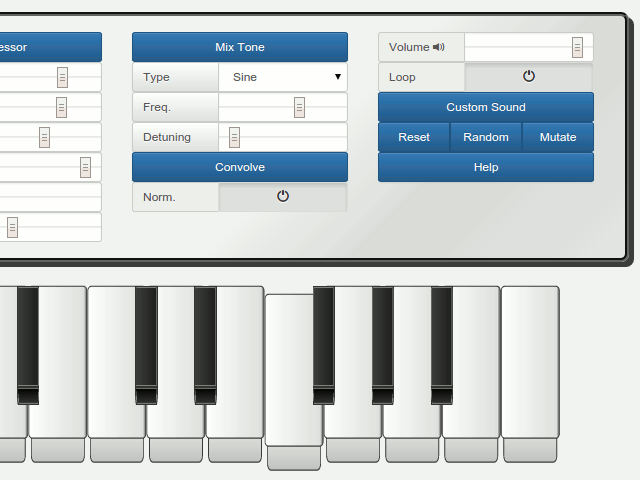 essor
Mix Tone
Type Sine
Freq.
Detuning
Convolve
Norm.
Volume
Loop
Custom Sound
Reset Random Mutate
Help